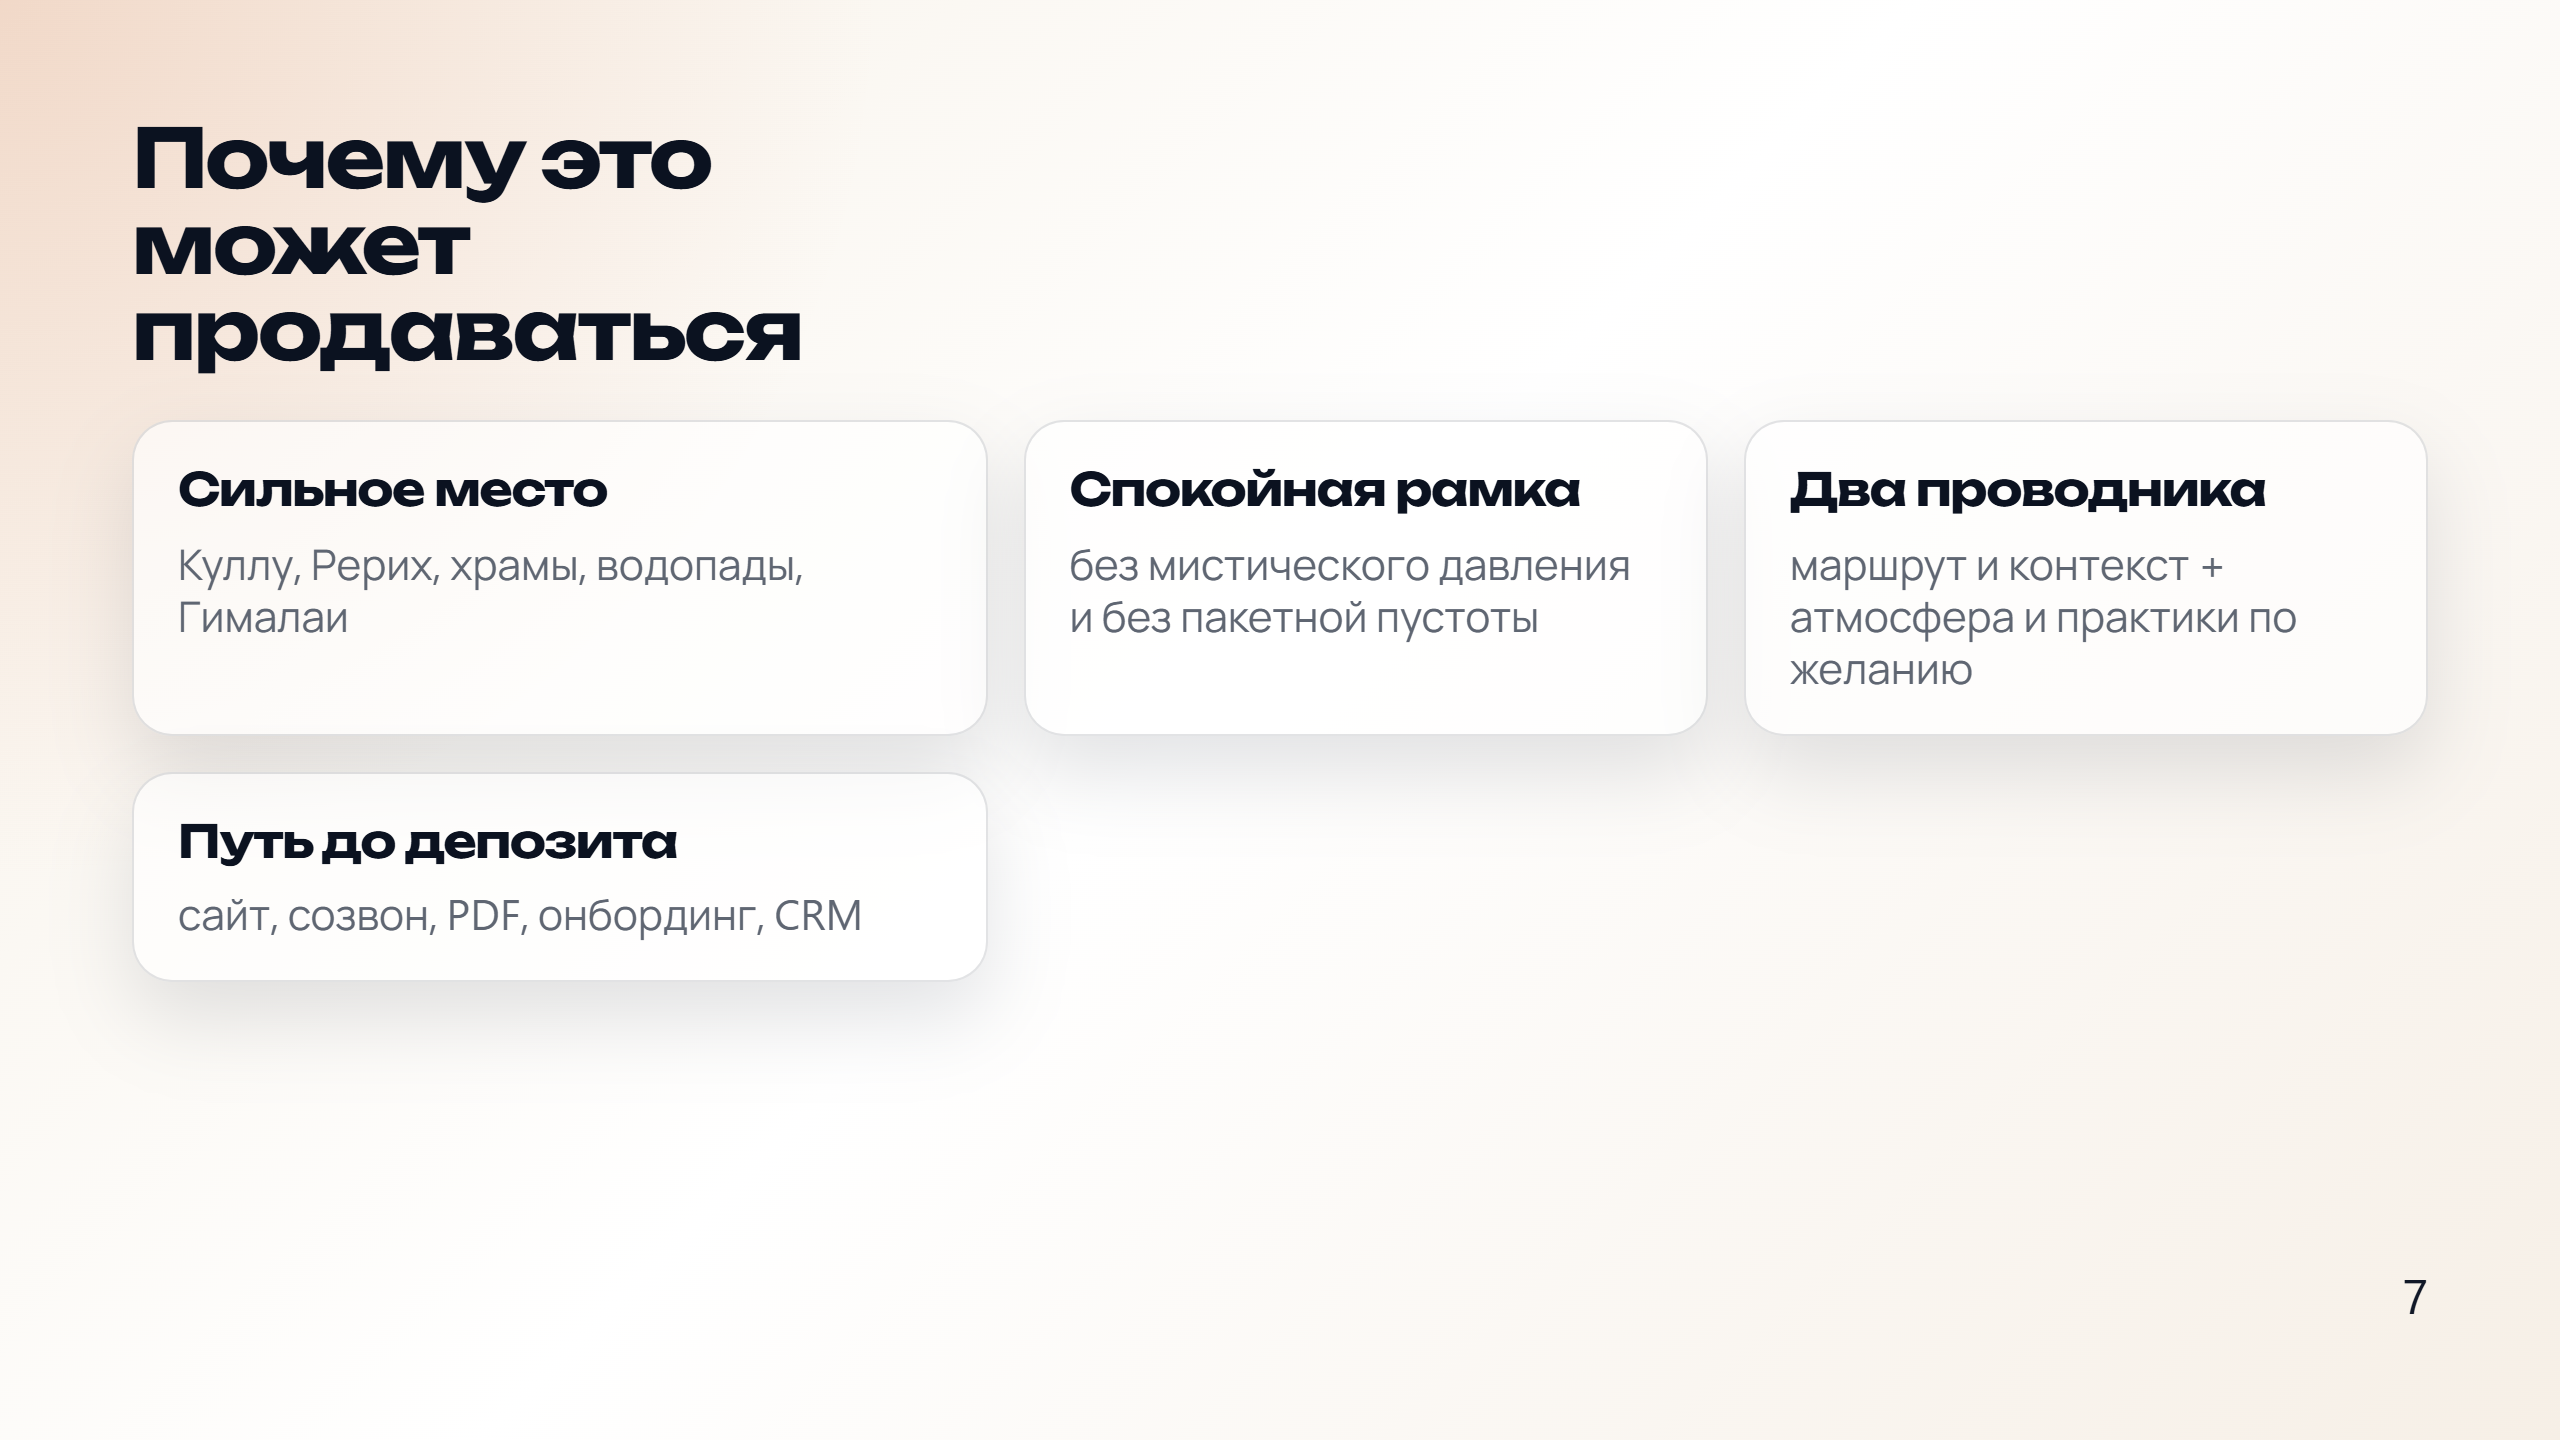 Почему это
может
продаваться
Сильное место
Куллу, Рерих, храмы, водопады,
Гималаи
Спокойная рамка
без мистического давления
и без пакетной пустоты
Два проводника
маршрут и контекст +
атмосфера и практики по
желанию
Путь до депозита
сайт, созвон, PDF, онбординг, CRM
7